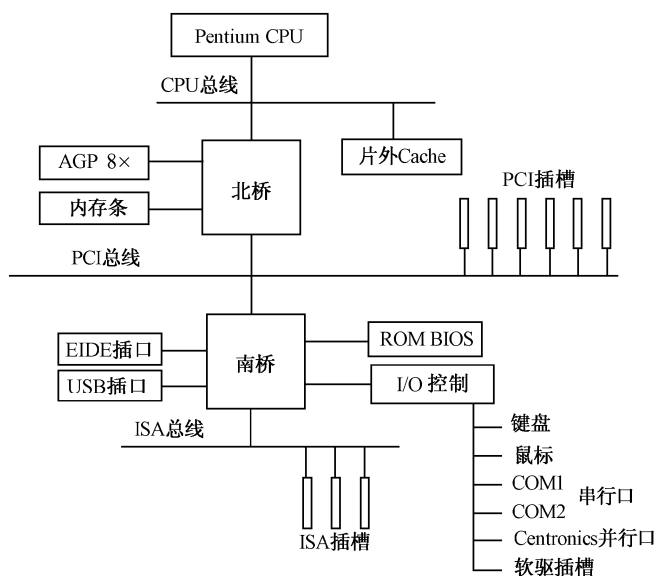 Pentium CPU
CPU总线
片外Cache
AGP 8×
北桥
内存条
PCI插槽
PCI总线
EIDE插口
USB插口
南桥
ROM BIOS
I/O 控制
ISA总线
ISA插槽
键盘
鼠标
COM1
COM2
串行口
Centronics并行口
软驱插槽